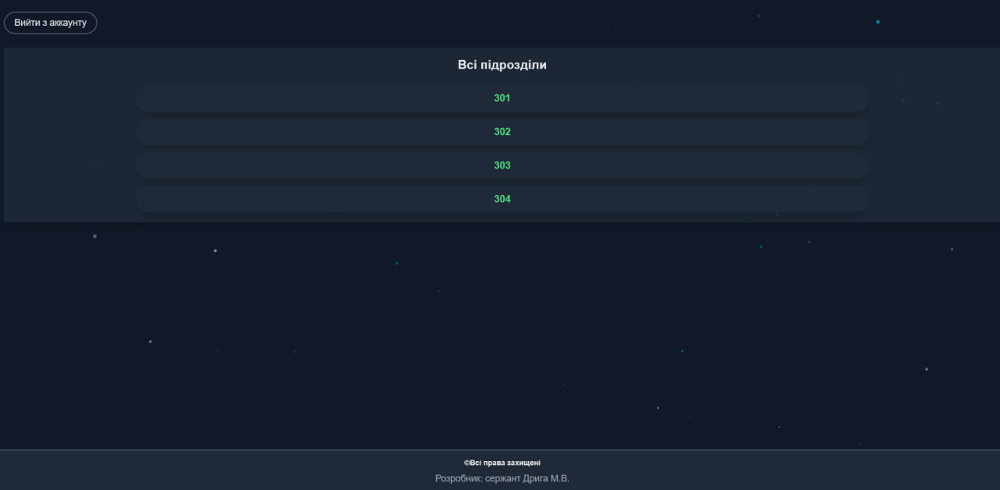 Вийти з аккаунту
Всі підрозділи
301
302
303
304
©Всі права захищені
Розробник: сержант Дрига М.В.